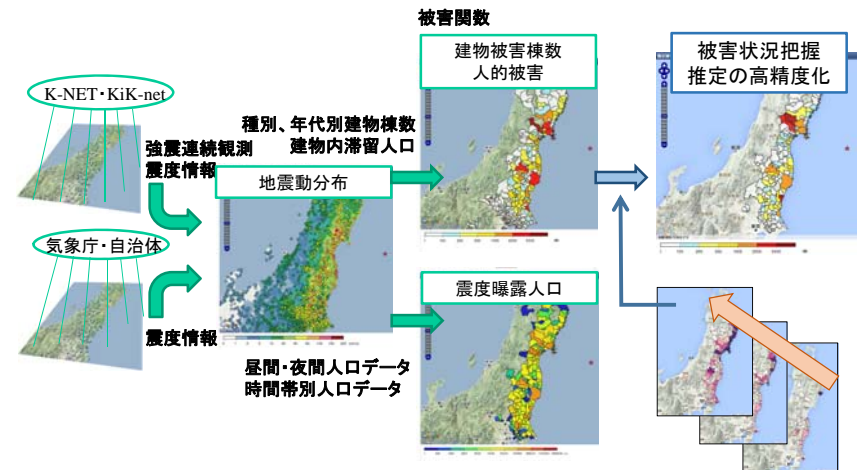 被害関数
建物被害棟数
人的被害
被害状況把握
推定の高精度化
K-NET・KiK-net
種別、年代別建物棟数
建物内滞留人口
強震連続観測
震度情報
地震動分布
気象庁・自治体
震度曝露人口
震度情報
昼間・夜間人口データ
時間帯別人口データ